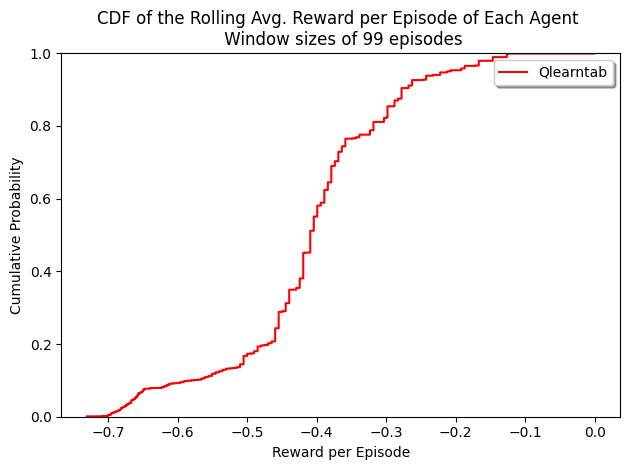 CDF of the Rolling Avg. Reward per Episode of Each Agent
Window sizes of 99 episodes
Qlearntab
Cumulative Probability
1.0
0.8
0.6
0.4
0.2
0.0
−0.7 −0.6 −0.5 −0.4 −0.3 −0.2 −0.1 0.0
Reward per Episode